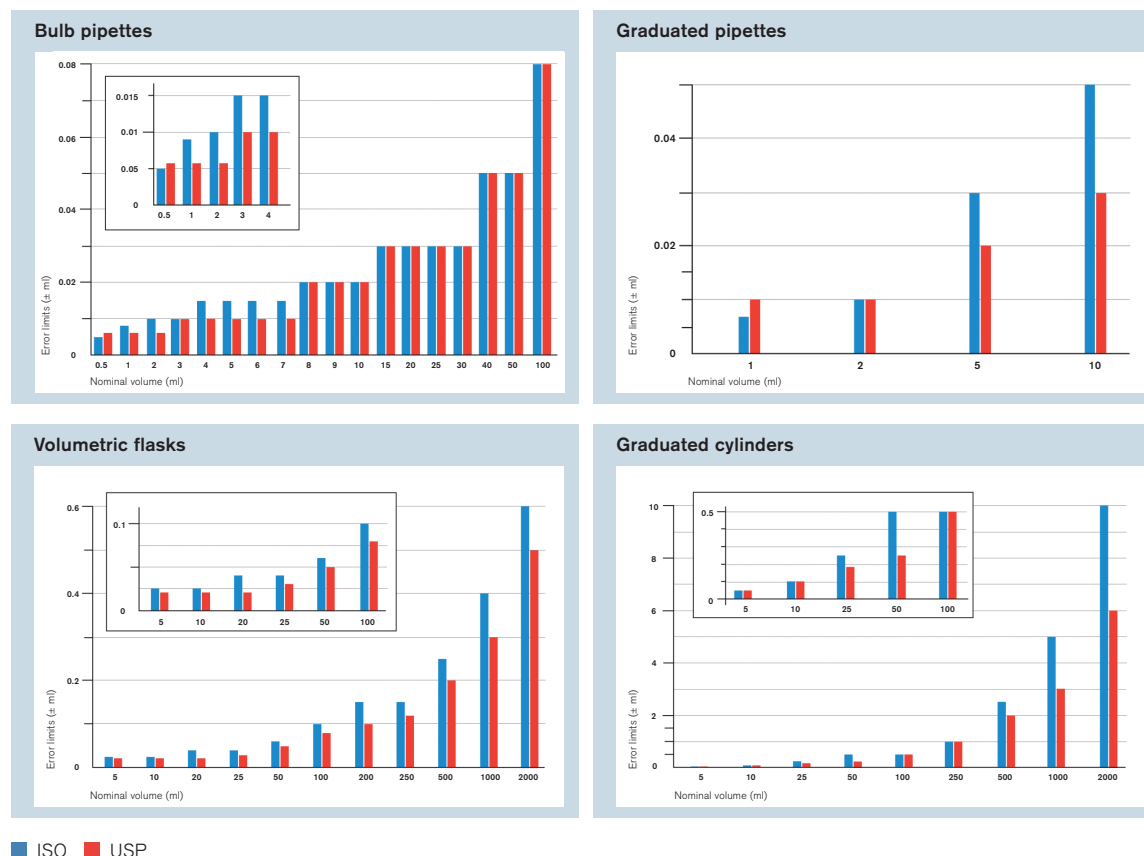 Bulb pipettes
0.08
0.06
0.04
0.02
0
Error limits (± ml)
0.015
0.01
0.05
0
0.5 1 2 3 4
0.5 1 2 3 4 5 6 7 8 9 10 15 20 25 30 40 50 100
Nominal volume (ml)
Graduated pipettes
0.04
0.02
0
Error limits (± ml)
1 2 5 10
Nominal volume (ml)
Volumetric flasks
0.6
0.4
0.2
0
Error limits (± ml)
0.1
0
5 10 20 25 50 100
5 10 20 25 50 100 200 250 500 1000 2000
Nominal volume (ml)
Graduated cylinders
10
8
6
4
2
0
Error limits (± ml)
0.5
0
5 10 25 50 100
5 10 25 50 100 250 500 1000 2000
Nominal volume (ml)
ISO USP